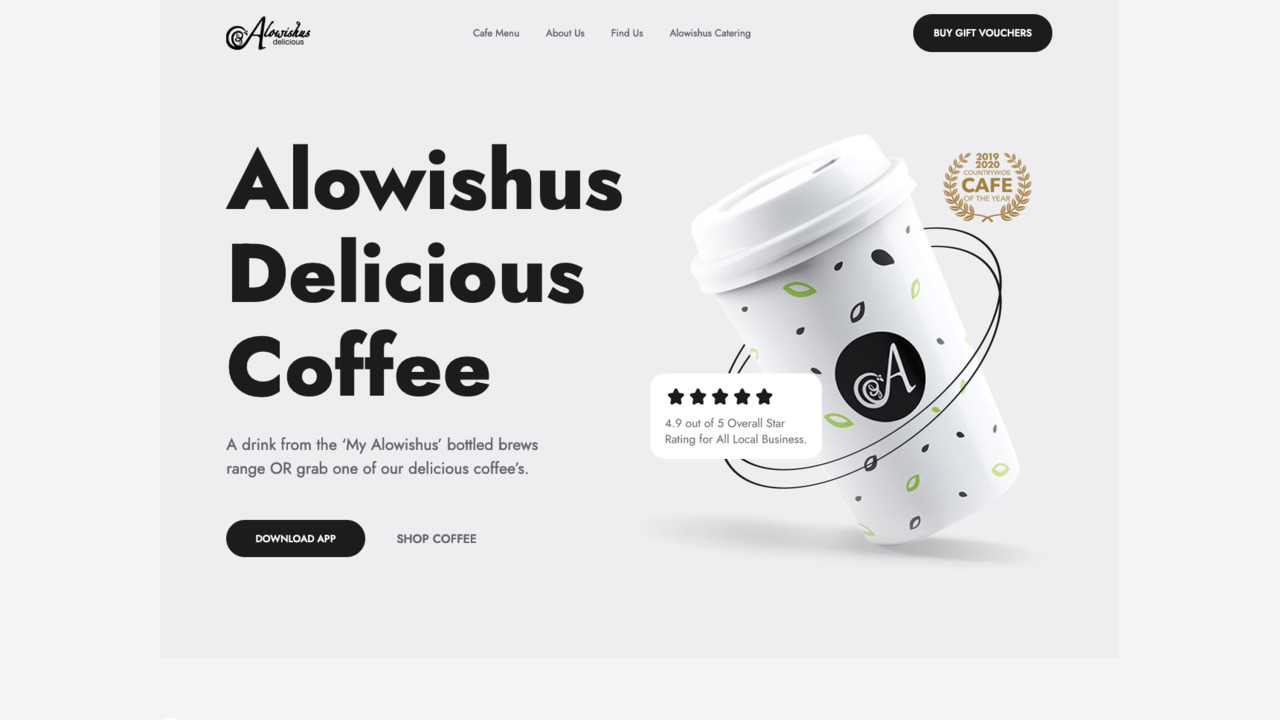 Alowishus
delicious
Cafe Menu
About Us
Find Us
Alowishus Catering
BUY GIFT VOUCHERS
Alowishus
Delicious
Coffee
A drink from the ‘My Alowishus’ bottled brews
range OR grab one of our delicious coffee’s.
DOWNLOAD APP
SHOP COFFEE
2019
2020
COUNTRYWIDE
CAFE
OF THE YEAR
A
4.9 out of 5 Overall Star
Rating for All Local Business.